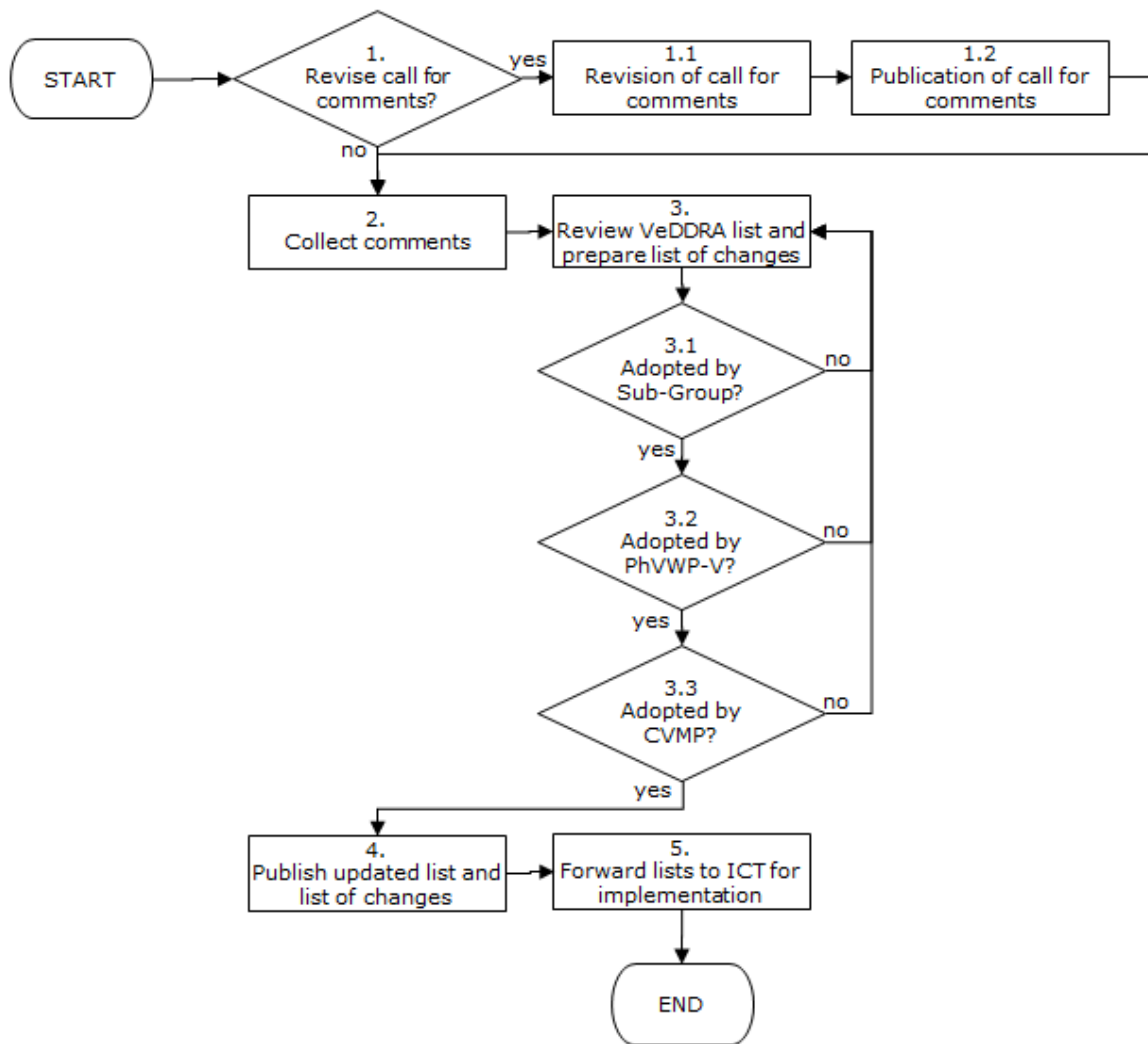 START
1.
Revise call for
comments?
yes
1.1
Revision of call for
comments
1.2
Publication of call for
comments
no
2.
Collect comments
3.
Review VeDDRA list and
prepare list of changes
3.1
Adopted by
Sub-Group?
no
yes
3.2
Adopted by
PhVWP-V?
no
yes
3.3
Adopted by
CVMP?
no
yes
4.
Publish updated list and
list of changes
5.
Forward lists to ICT for
implementation
END